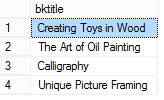 bktitle
1 Creating Toys in Wood
2 The Art of Oil Painting
3 Calligraphy
4 Unique Picture Framing